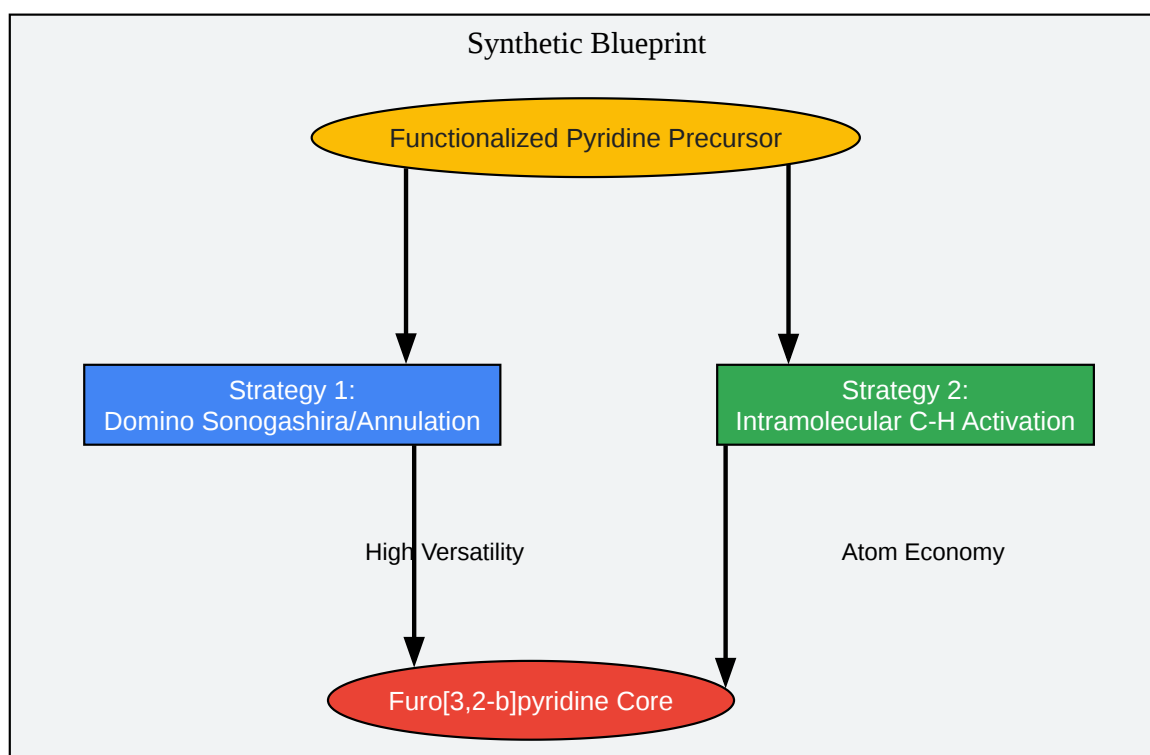 Synthetic Blueprint
Functionalized Pyridine Precursor
Strategy 1:
Domino Sonogashira/Annulation
Strategy 2:
Intramolecular C-H Activation
High Versatility
Atom Economy
Furo[3,2-b]pyridine Core